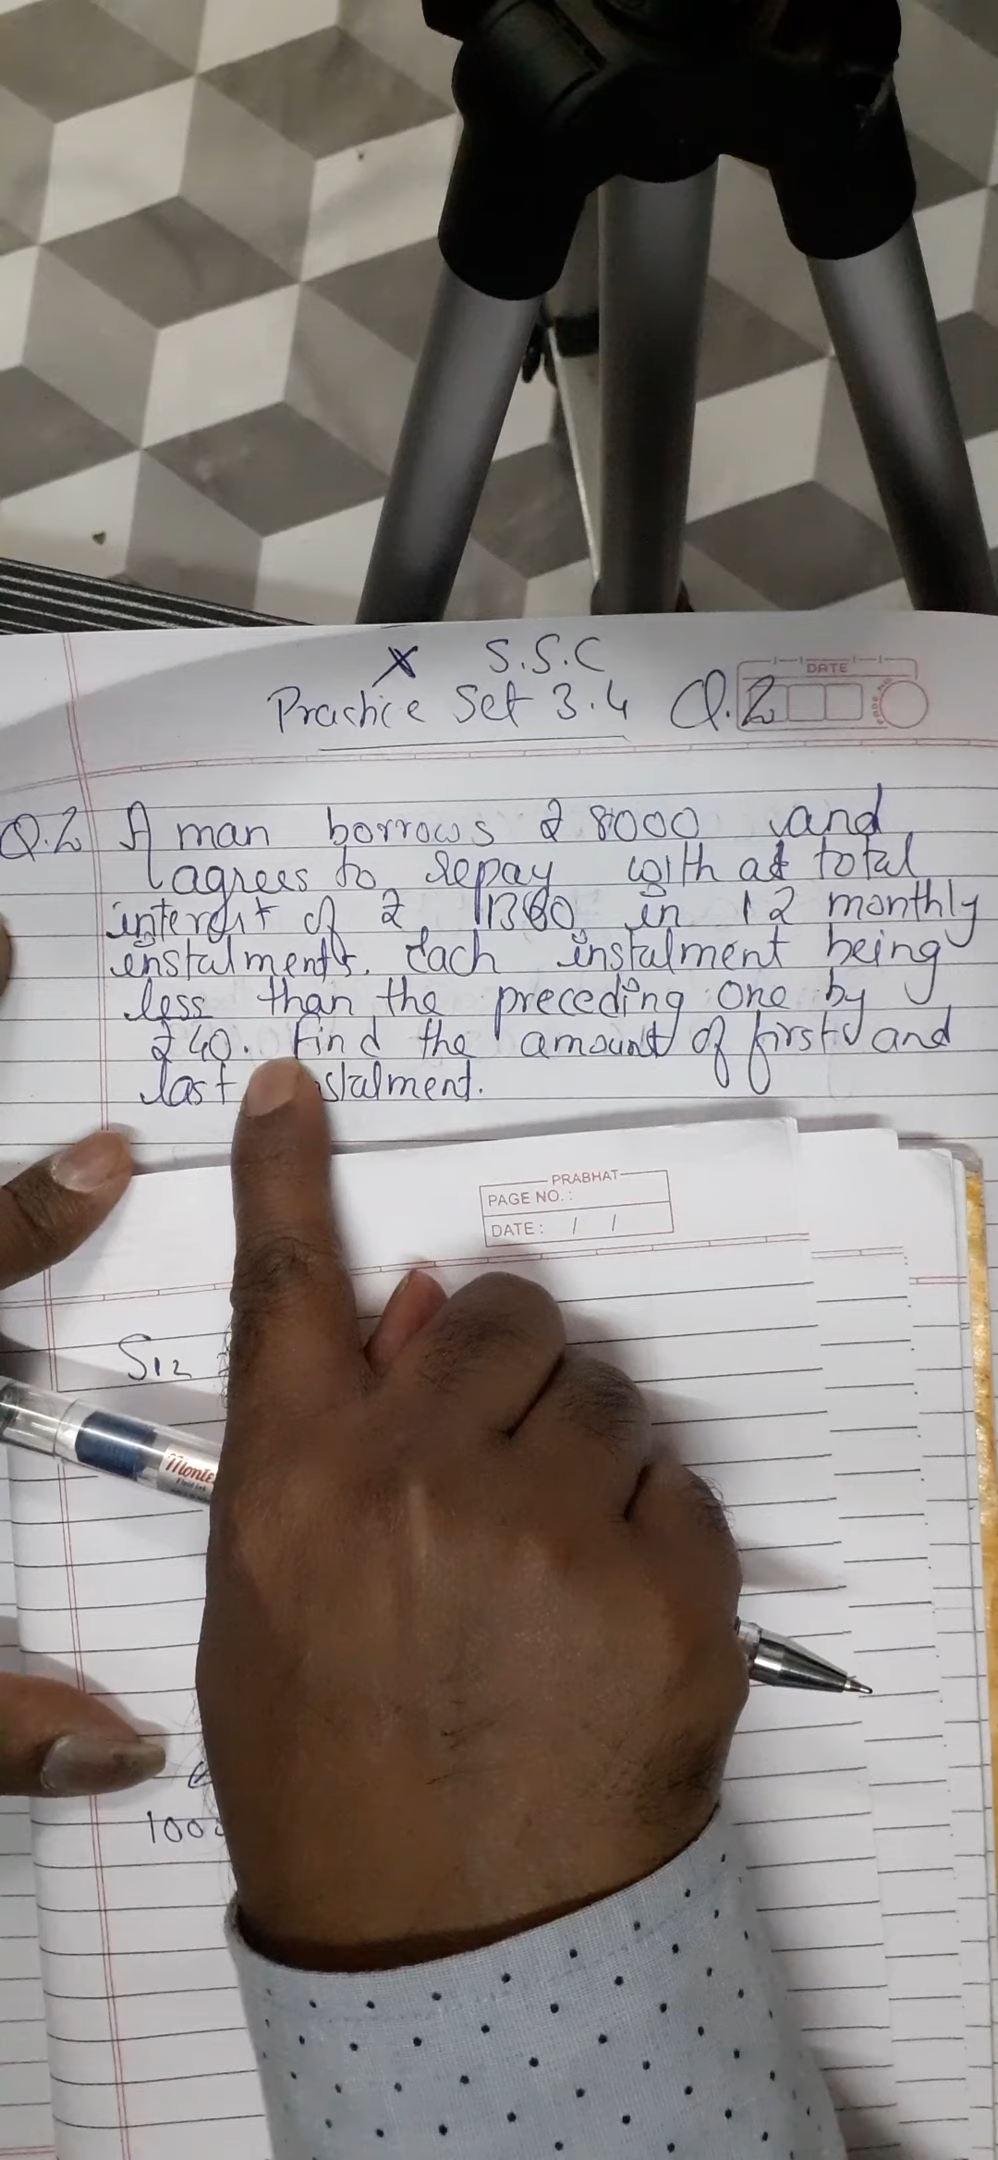 X S.S.C
Practice Set 3.4 Q.2
DATE
Q.2 A man borrows ₹ 8000 and
agrees to repay with a total
interest of ₹ 1360 in 12 monthly
instalments. Each instalment being
less than the preceding one by
₹40. Find the amount of first and
last stalment.
PRABHAT
PAGE NO. :
DATE : / /
S12
Monte
100